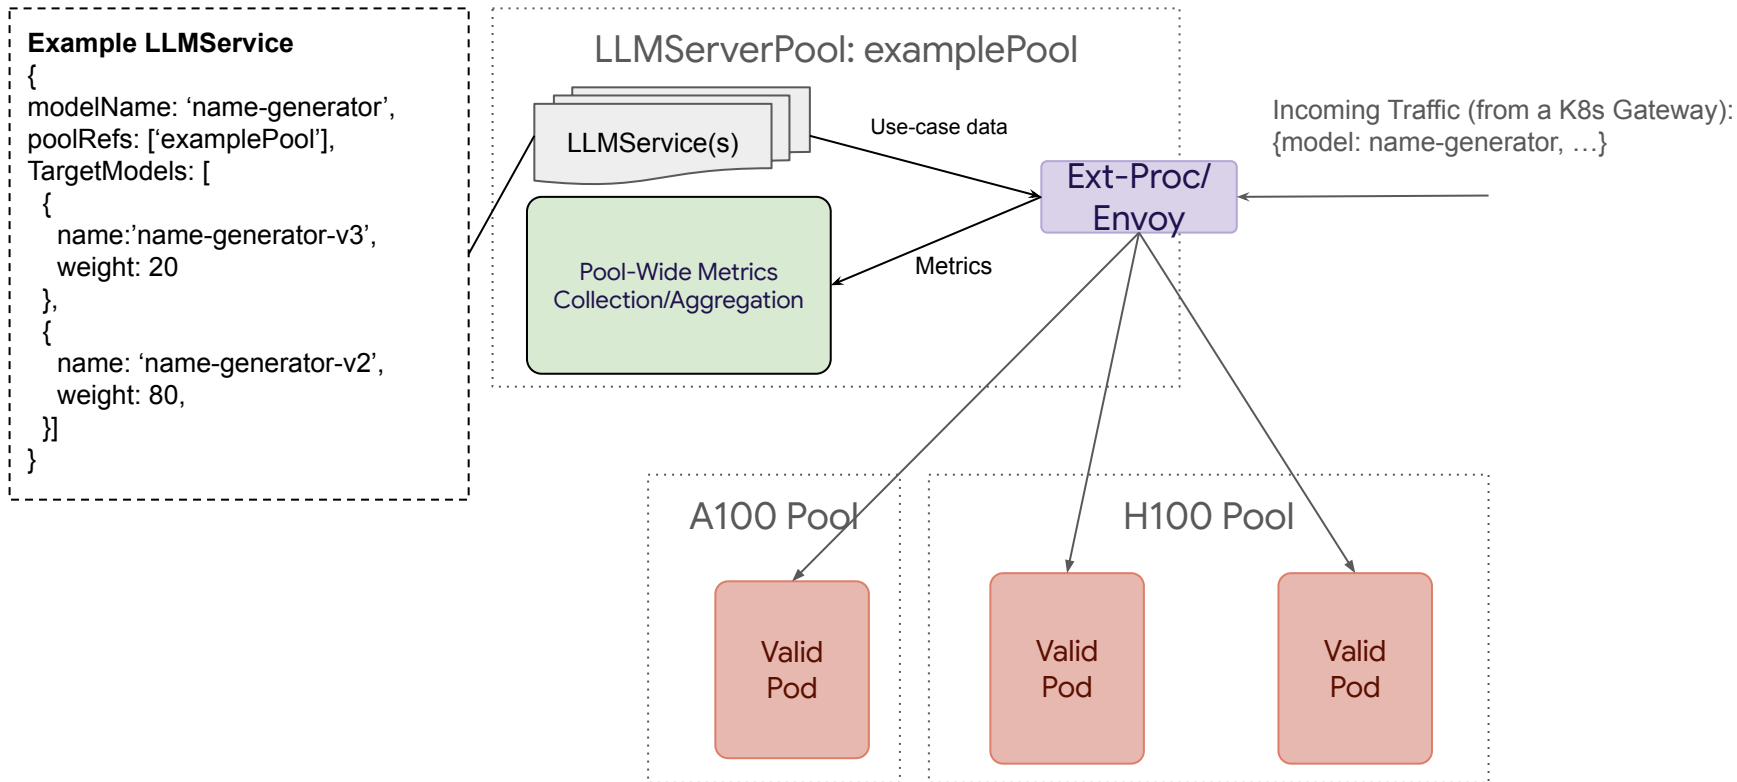 Example LLMService
{
modelName: ‘name-generator’,
poolRefs: [‘examplePool’],
TargetModels: [
{
name:’name-generator-v3’,
weight: 20
},
{
name: ‘name-generator-v2’,
weight: 80,
}]
}
LLMServerPool: examplePool
LLMService(s)
Use-case data
Pool-Wide Metrics
Collection/Aggregation
Metrics
Ext-Proc/
Envoy
Incoming Traffic (from a K8s Gateway):
{model: name-generator, …}
A100 Pool
Valid
Pod
H100 Pool
Valid
Pod
Valid
Pod